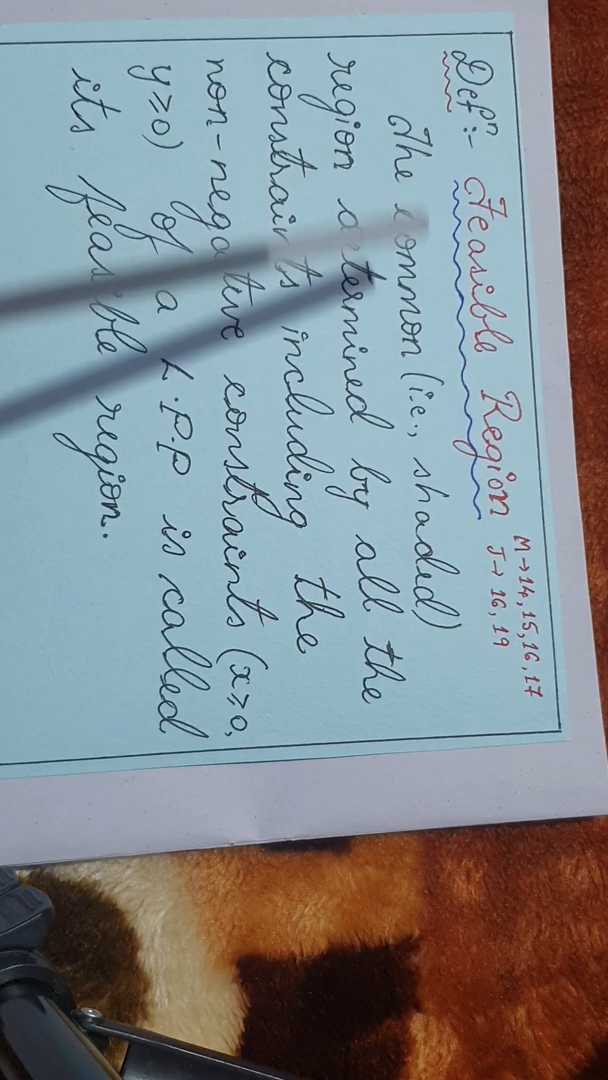 Defⁿ:- Feasible Region M→14,15,16,17
J→16,19
The common (i.e., shaded)
region determined by all the
constraints including the
non-negative constraints (x≥0,
y≥0) of a L.P.P is called
its feasible region.